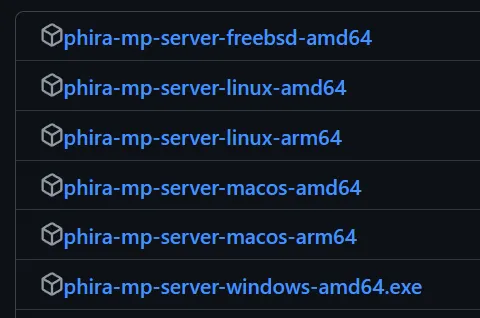 phira-mp-server-freebsd-amd64
phira-mp-server-linux-amd64
phira-mp-server-linux-arm64
phira-mp-server-macos-amd64
phira-mp-server-macos-arm64
phira-mp-server-windows-amd64.exe